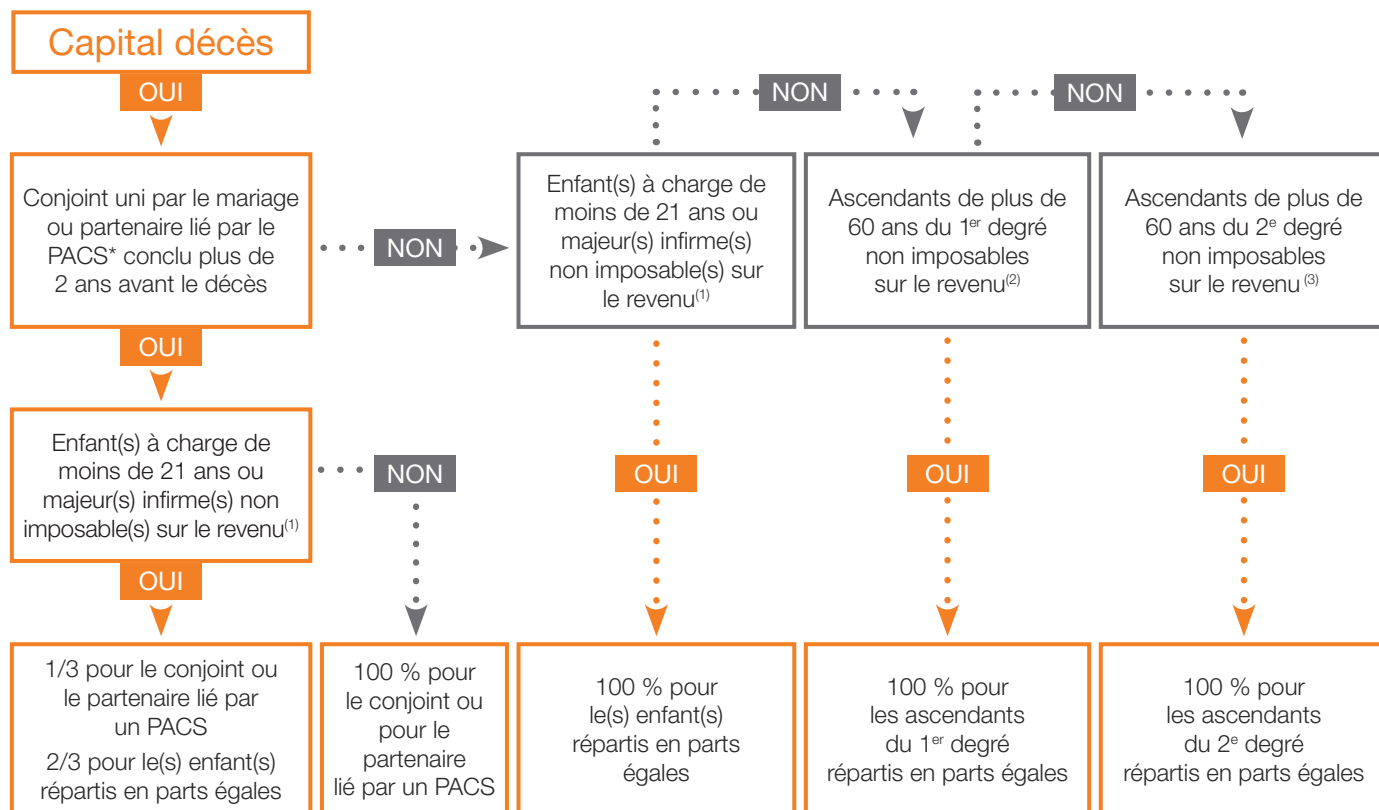 Capital décès
OUI
NON
NON
Conjoint uni par le mariage
ou partenaire lié par le
PACS* conclu plus de
2 ans avant le décès
NON
Enfant(s) à charge de
moins de 21 ans ou
majeur(s) infirme(s)
non imposable(s) sur
le revenu(1)
Ascendants de plus de
60 ans du 1er degré
non imposables
sur le revenu(2)
Ascendants de plus de
60 ans du 2e degré
non imposables
sur le revenu (3)
OUI
Enfant(s) à charge de
moins de 21 ans ou
majeur(s) infirme(s) non
imposable(s) sur le revenu(1)
NON
OUI
OUI
OUI
OUI
1/3 pour le conjoint ou
le partenaire lié par
un PACS
2/3 pour le(s) enfant(s)
répartis en parts égales
100 % pour
le conjoint ou
pour le
partenaire
lié par un PACS
100 % pour
le(s) enfant(s)
répartis en parts
égales
100 % pour
les ascendants
du 1er degré
répartis en parts égales
100 % pour
les ascendants
du 2e degré
répartis en parts égales